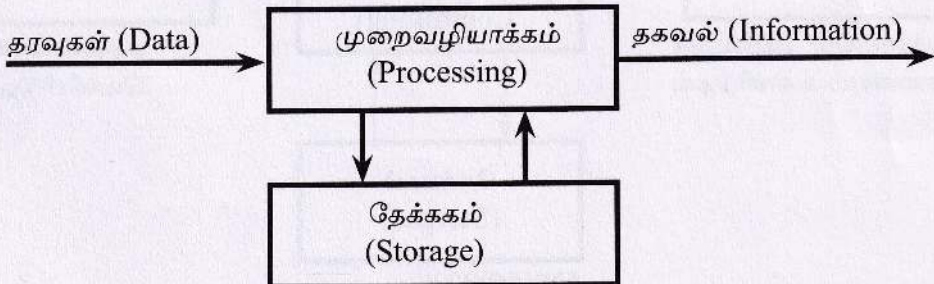 தரவுகள் (Data)
முறைவழியாக்கம்
(Processing)
தகவல் (Information)
தேக்ககம்
(Storage)